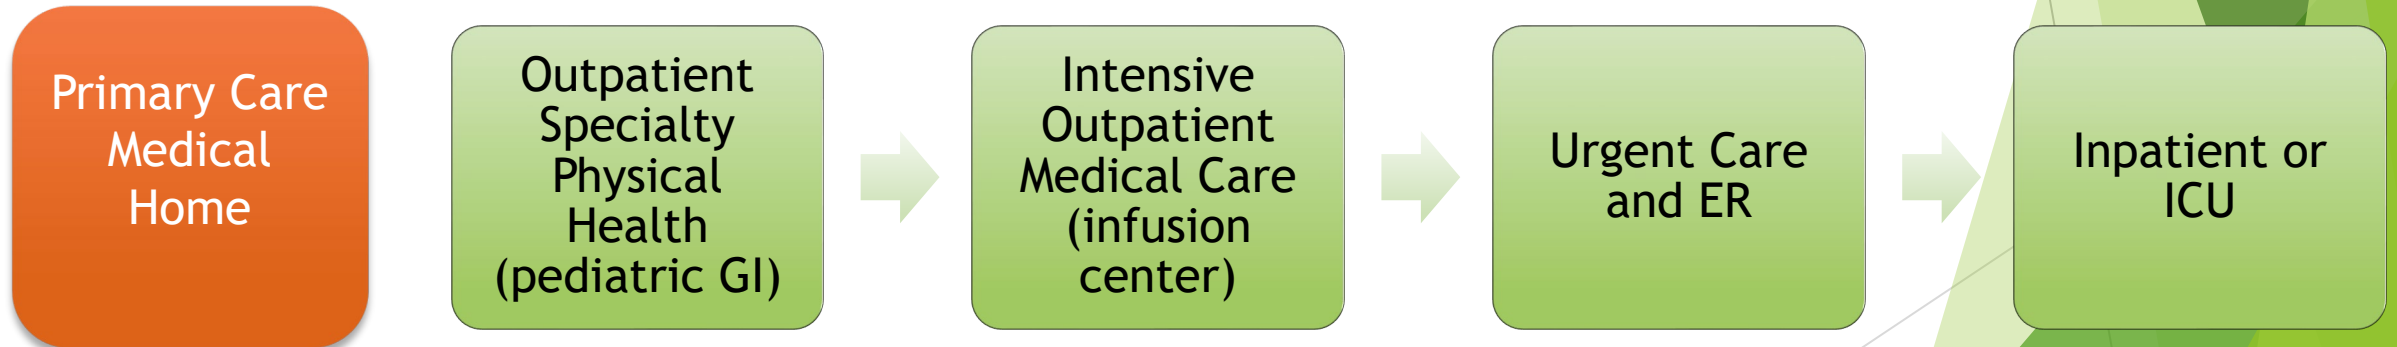 Primary Care
Medical
Home
Outpatient
Specialty
Physical
Health
(pediatric GI)
Intensive
Outpatient
Medical Care
(infusion
center)
Urgent Care
and ER
Inpatient or
ICU